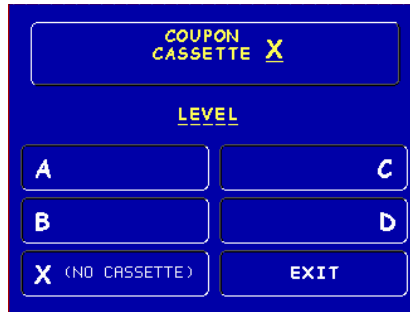 COUPON
CASSETTE X
LEVEL
A
C
B
D
X (NO CASSETTE)
EXIT